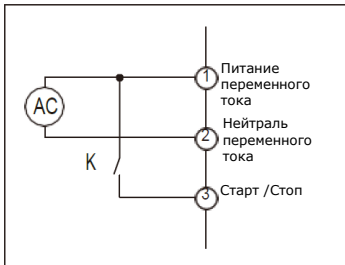 1 Питание
переменного
тока
AC
2 Нейтраль
переменного
тока
K
3 Старт /Стоп